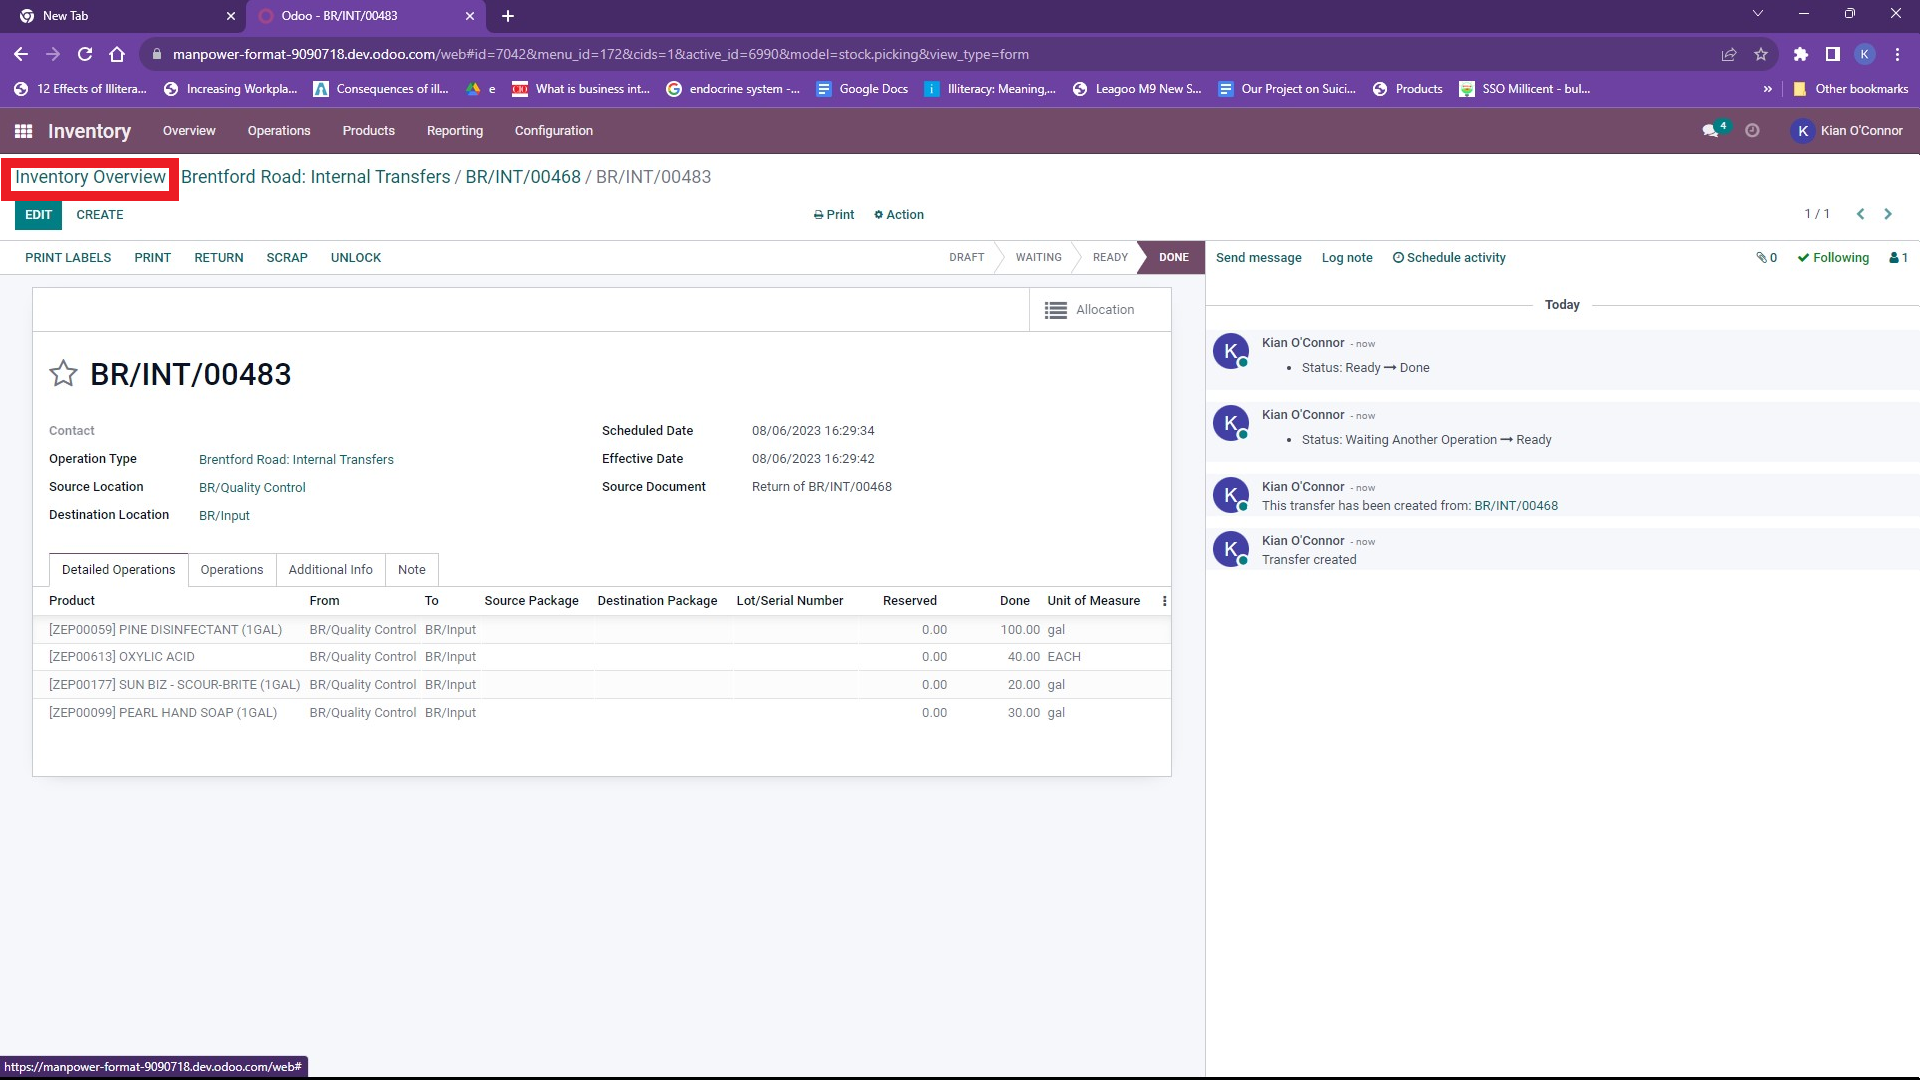 New Tab
Odoo - BR/INT/00483
manpower-format-9090718.dev.odoo.com/web#id=7042&menu_id=172&cids=1&active_id=6990&model=stock.picking&view_type=form
K
12 Effects of Illitera...
Increasing Workpla...
Consequences of ill...
e
What is business int...
endocrine system -...
Google Docs
Illiteracy: Meaning,...
Leagoo M9 New S...
Our Project on Suici...
Products
SSO Millicent - bul...
»
Other bookmarks
Inventory
Overview
Operations
Products
Reporting
Configuration
4
K
Kian O'Connor
Inventory Overview Brentford Road: Internal Transfers / BR/INT/00468 / BR/INT/00483
EDIT
CREATE
Print
Action
1 / 1
PRINT LABELS
PRINT
RETURN
SCRAP
UNLOCK
DRAFT
WAITING
READY
DONE
Send message
Log note
Schedule activity
0
Following
1
Allocation
Today
BR/INT/00483
Contact
Operation Type Brentford Road: Internal Transfers
Source Location BR/Quality Control
Destination Location BR/Input
Scheduled Date 08/06/2023 16:29:34
Effective Date 08/06/2023 16:29:42
Source Document Return of BR/INT/00468
Detailed Operations
Operations
Additional Info
Note
Product From To Source Package Destination Package Lot/Serial Number Reserved Done Unit of Measure
[ZEP00059] PINE DISINFECTANT (1GAL) BR/Quality Control BR/Input 0.00 100.00 gal
[ZEP00613] OXYLIC ACID BR/Quality Control BR/Input 0.00 40.00 EACH
[ZEP00177] SUN BIZ - SCOUR-BRITE (1GAL) BR/Quality Control BR/Input 0.00 20.00 gal
[ZEP00099] PEARL HAND SOAP (1GAL) BR/Quality Control BR/Input 0.00 30.00 gal
K
Kian O'Connor - now
• Status: Ready → Done
K
Kian O'Connor - now
• Status: Waiting Another Operation → Ready
K
Kian O'Connor - now
This transfer has been created from: BR/INT/00468
K
Kian O'Connor - now
Transfer created
https://manpower-format-9090718.dev.odoo.com/web#